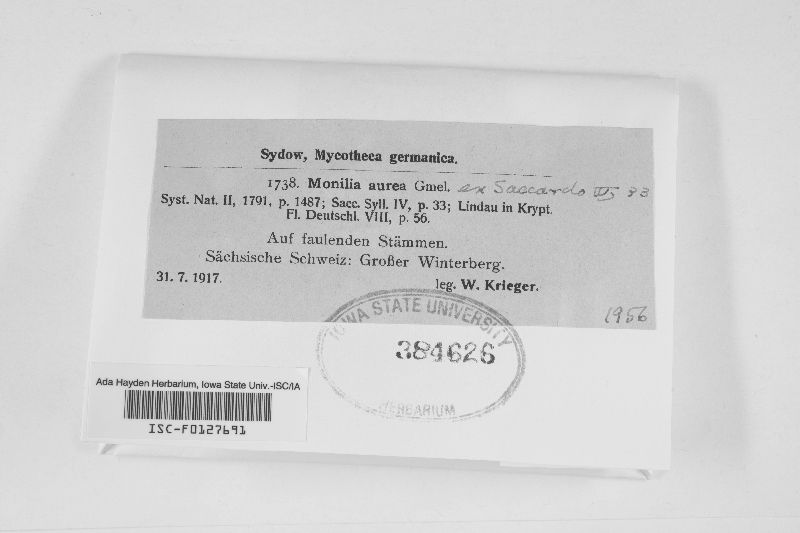 Sydow, Mycotheca germanica.
1738. Monilia aurea Gmel. ex Saccardo
Syst. Nat. II, 1791, p. 1487; Sacc. Syll. IV, p. 33; Lindau in Krypt.
Fl. Deutschl. VIII, p. 56.
Auf faulenden Stämmen.
Sächsische Schweiz: Großer Winterberg.
31. 7. 1917. leg. W. Krieger.
1956
IOWA STATE UNIVERSITY
384626
HERBARIUM
Ada Hayden Herbarium, Iowa State Univ.-ISC/IA
ISC-F0127691